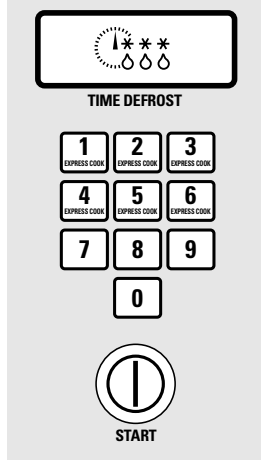 TIME DEFROST
1 2 3
EXPRESS COOK EXPRESS COOK EXPRESS COOK
4 5 6
EXPRESS COOK EXPRESS COOK EXPRESS COOK
7 8 9
0
START